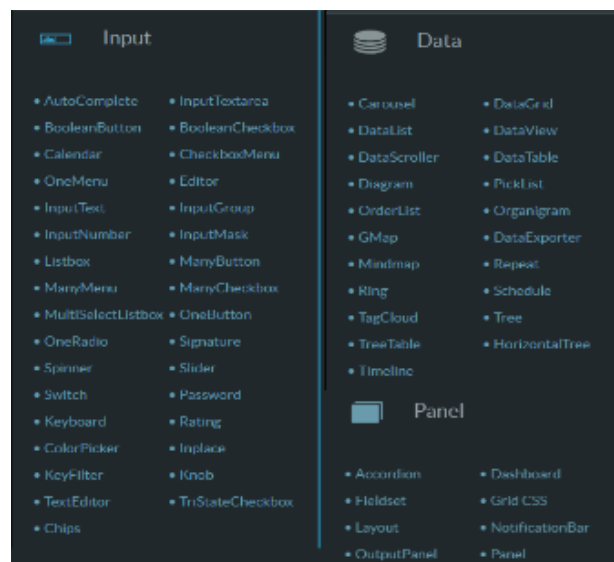 Input
• AutoComplete • InputTextarea
• BooleanButton • BooleanCheckbox
• Calendar • CheckboxMenu
• OneMenu • Editor
• InputText • InputGroup
• InputNumber • InputMask
• Listbox • ManyButton
• ManyMenu • ManyCheckbox
• MultiSelectListbox • OneButton
• OneRadio • Signature
• Spinner • Slider
• Switch • Password
• Keyboard • Rating
• ColorPicker • Inplace
• KeyFilter • Knob
• TextEditor • TriStateCheckbox
• Chips
Data
• Carousel • DataGrid
• DataList • DataView
• DataScroller • DataTable
• Diagram • PickList
• OrderList • Organigram
• GMap • DataExporter
• Mindmap • Repeat
• Ring • Schedule
• TagCloud • Tree
• TreeTable • HorizontalTree
• Timeline
Panel
• Accordion • Dashboard
• Fieldset • Grid CSS
• Layout • NotificationBar
• OutputPanel • Panel